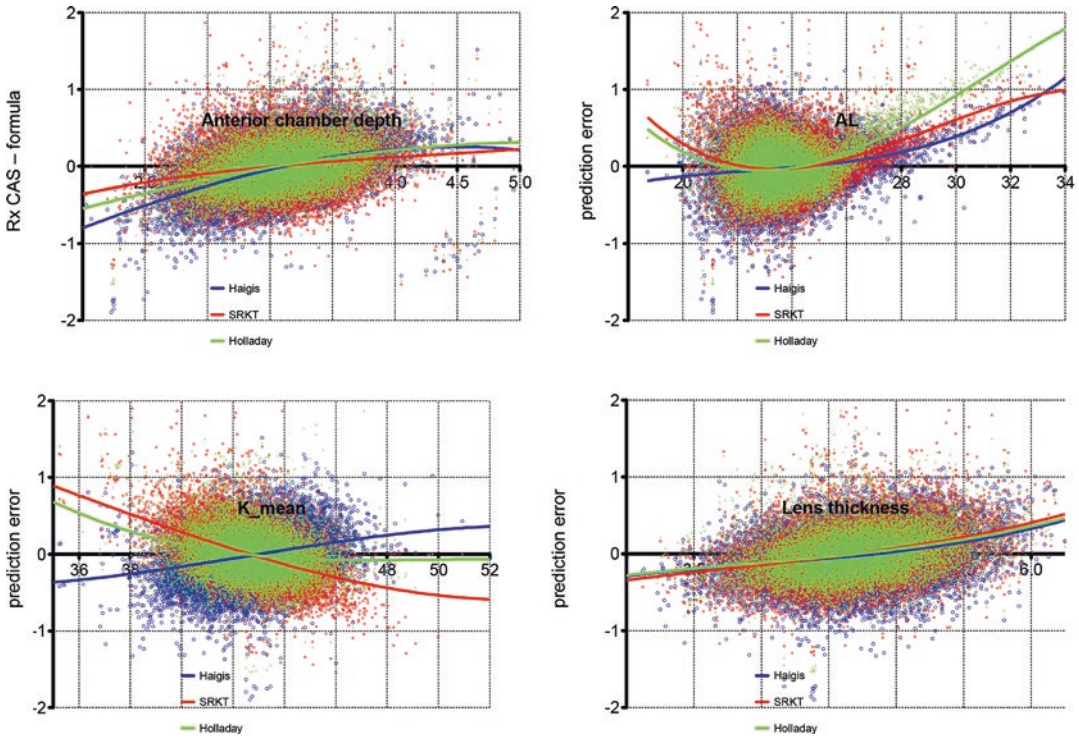 2
1
Anterior chamber depth
0
4.0
4.5
5.0
-1
-2
Rx CAS – formula
Haigis
SRKT
Holladay
2
1
AL
0
20
28
30
32
34
-1
-2
prediction error
Haigis
SRKT
Holladay
2
1
K_mean
0
36
38
48
50
52
-1
-2
prediction error
Haigis
SRKT
Holladay
2
1
Lens thickness
0
6.0
-1
-2
prediction error
Haigis
SRKT
Holladay